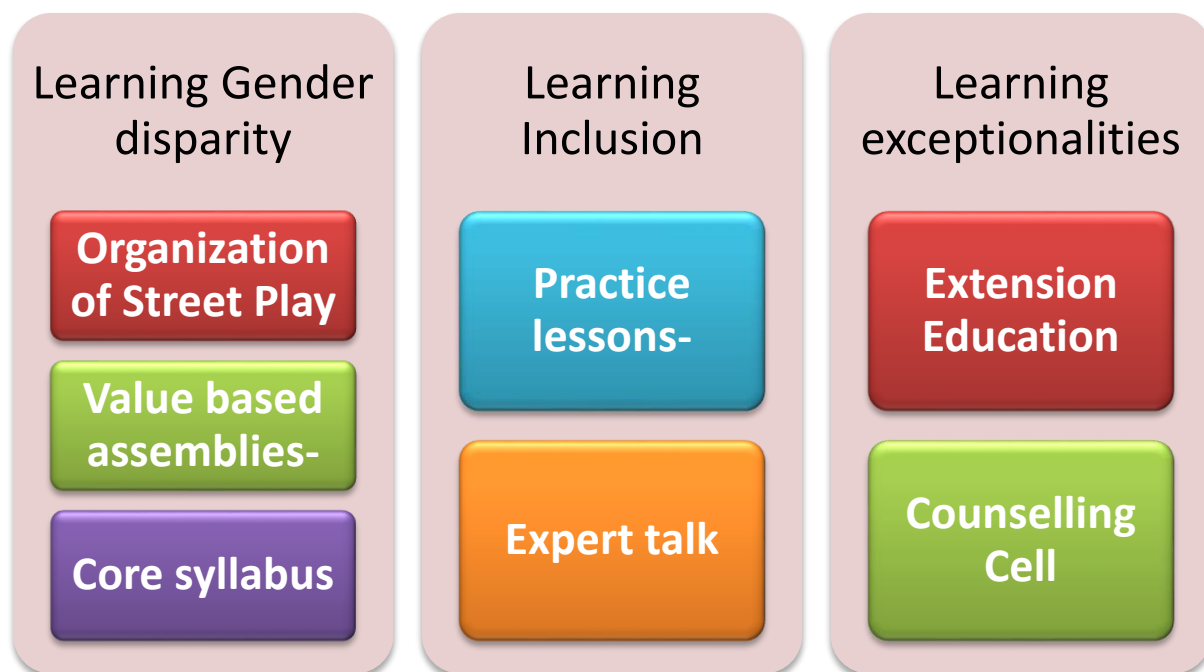 Learning Gender
disparity
Organization
of Street Play
Value based
assemblies-
Core syllabus
Learning
Inclusion
Practice
lessons-
Expert talk
Learning
exceptionalities
Extension
Education
Counselling
Cell